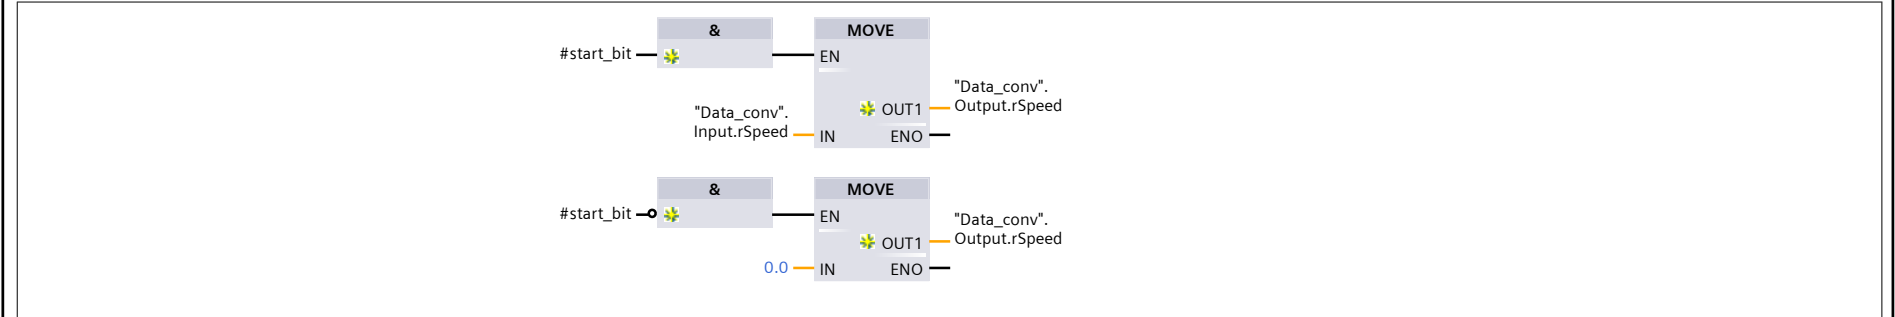 & MOVE
#start_bit EN
"Data_conv".
Output.rSpeed
OUT1
"Data_conv".
Input.rSpeed
IN ENO
& MOVE
#start_bit EN
"Data_conv".
Output.rSpeed
OUT1
0.0 IN ENO